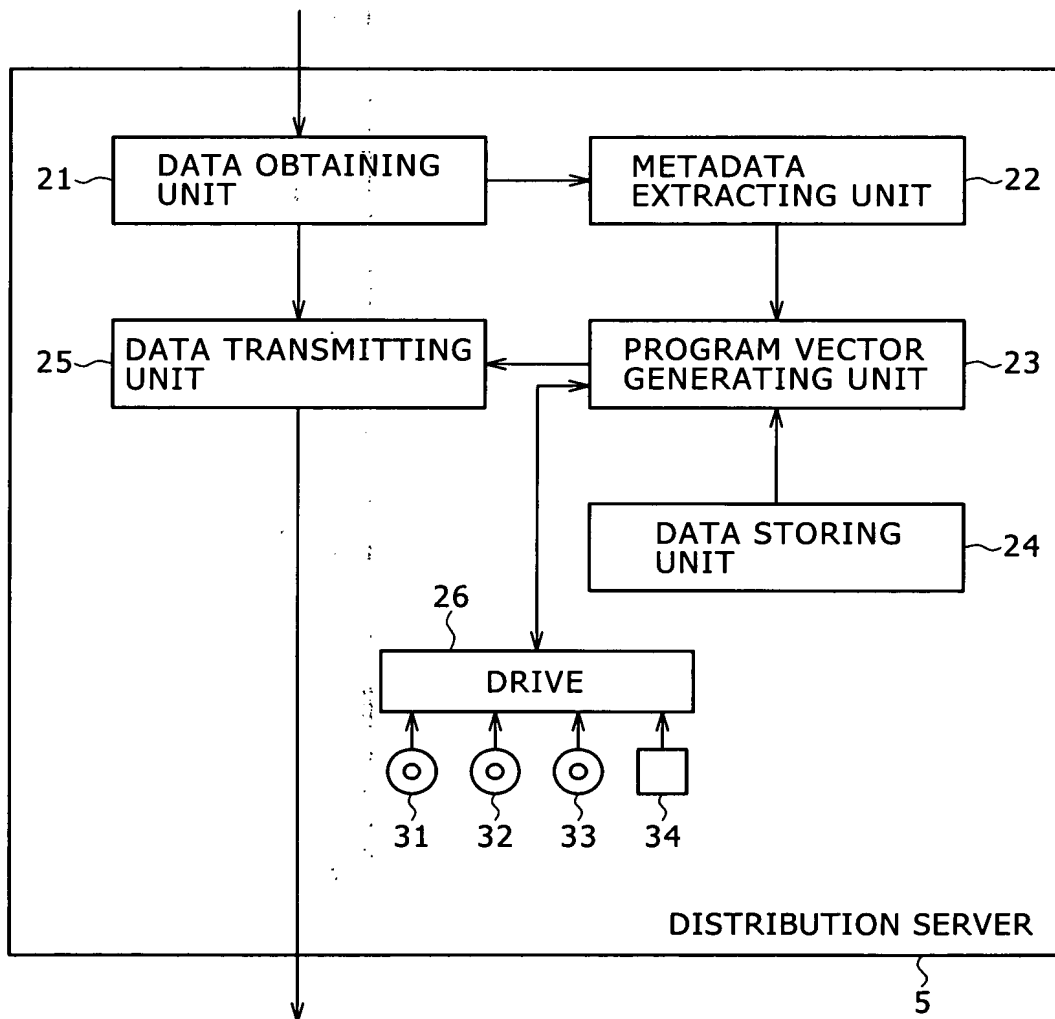 21
DATA OBTAINING
UNIT
METADATA
EXTRACTING UNIT
22
25
DATA TRANSMITTING
UNIT
PROGRAM VECTOR
GENERATING UNIT
23
DATA STORING
UNIT
24
26
DRIVE
31
32
33
34
DISTRIBUTION SERVER
5